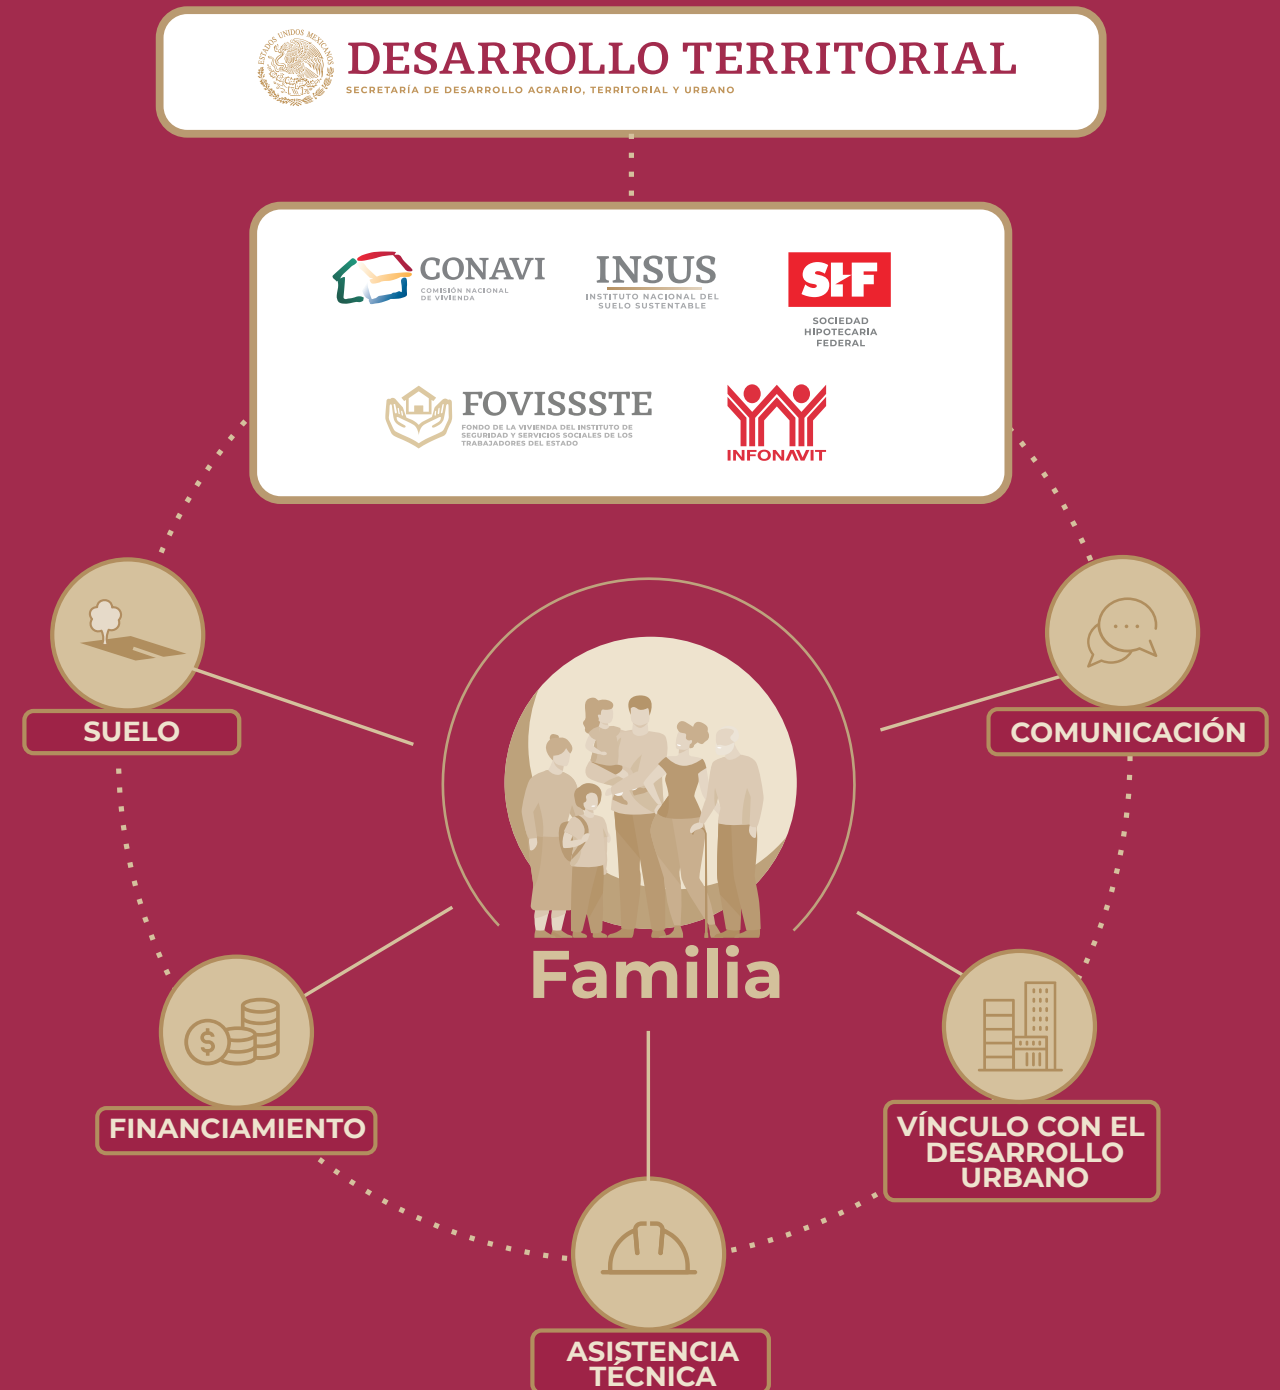 ESTADOS UNIDOS MEXICANOS
DESARROLLO TERRITORIAL
SECRETARÍA DE DESARROLLO AGRARIO, TERRITORIAL Y URBANO
CONAVI
COMISIÓN NACIONAL
DE VIVIENDA
INSUS
INSTITUTO NACIONAL DEL
SUELO SUSTENTABLE
SHF
SOCIEDAD
HIPOTECARIA
FEDERAL
FOVISSSTE
FONDO DE LA VIVIENDA DEL INSTITUTO DE
SEGURIDAD Y SERVICIOS SOCIALES DE LOS
TRABAJADORES DEL ESTADO
INFONAVIT
SUELO
COMUNICACIÓN
Familia
$
FINANCIAMIENTO
VÍNCULO CON EL
DESARROLLO
URBANO
ASISTENCIA
TÉCNICA